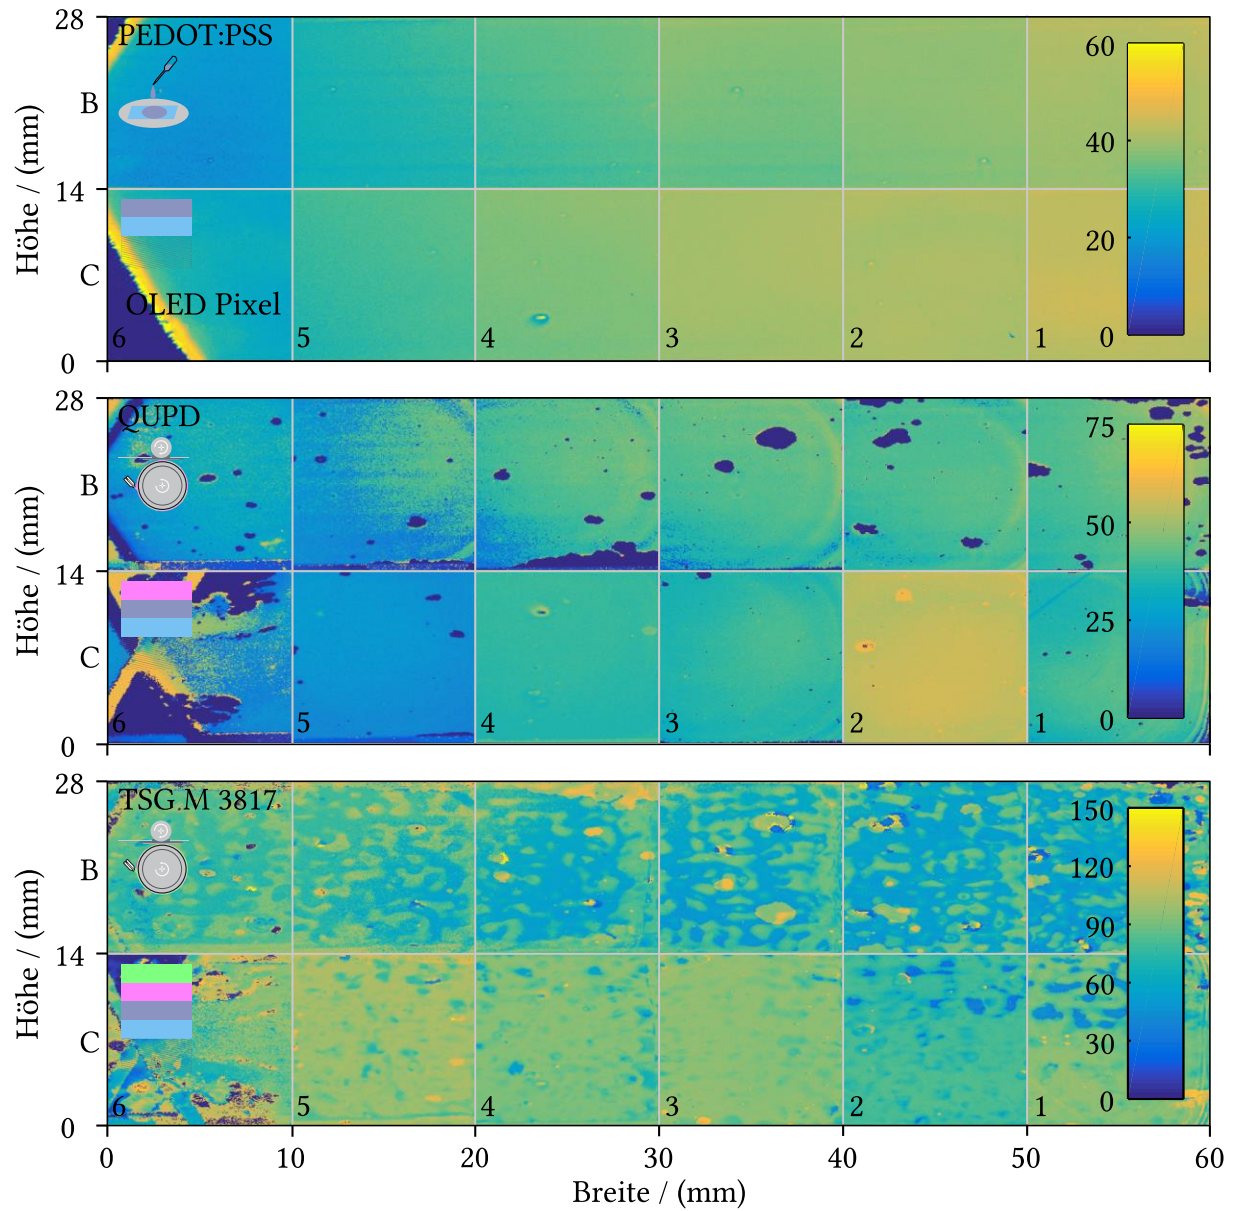 28
PEDOT:PSS
60
B
40
Höhe / (mm)
14
20
C
OLED Pixel
6 5 4 3 2 1
0
0
28
QUPD
75
B
50
Höhe / (mm)
14
25
C
6 5 4 3 2 1
0
0
28
TSG.M 3817
150
120
B
90
Höhe / (mm)
14
60
C
30
6 5 4 3 2 1
0
0
0 10 20 30 40 50 60
Breite / (mm)